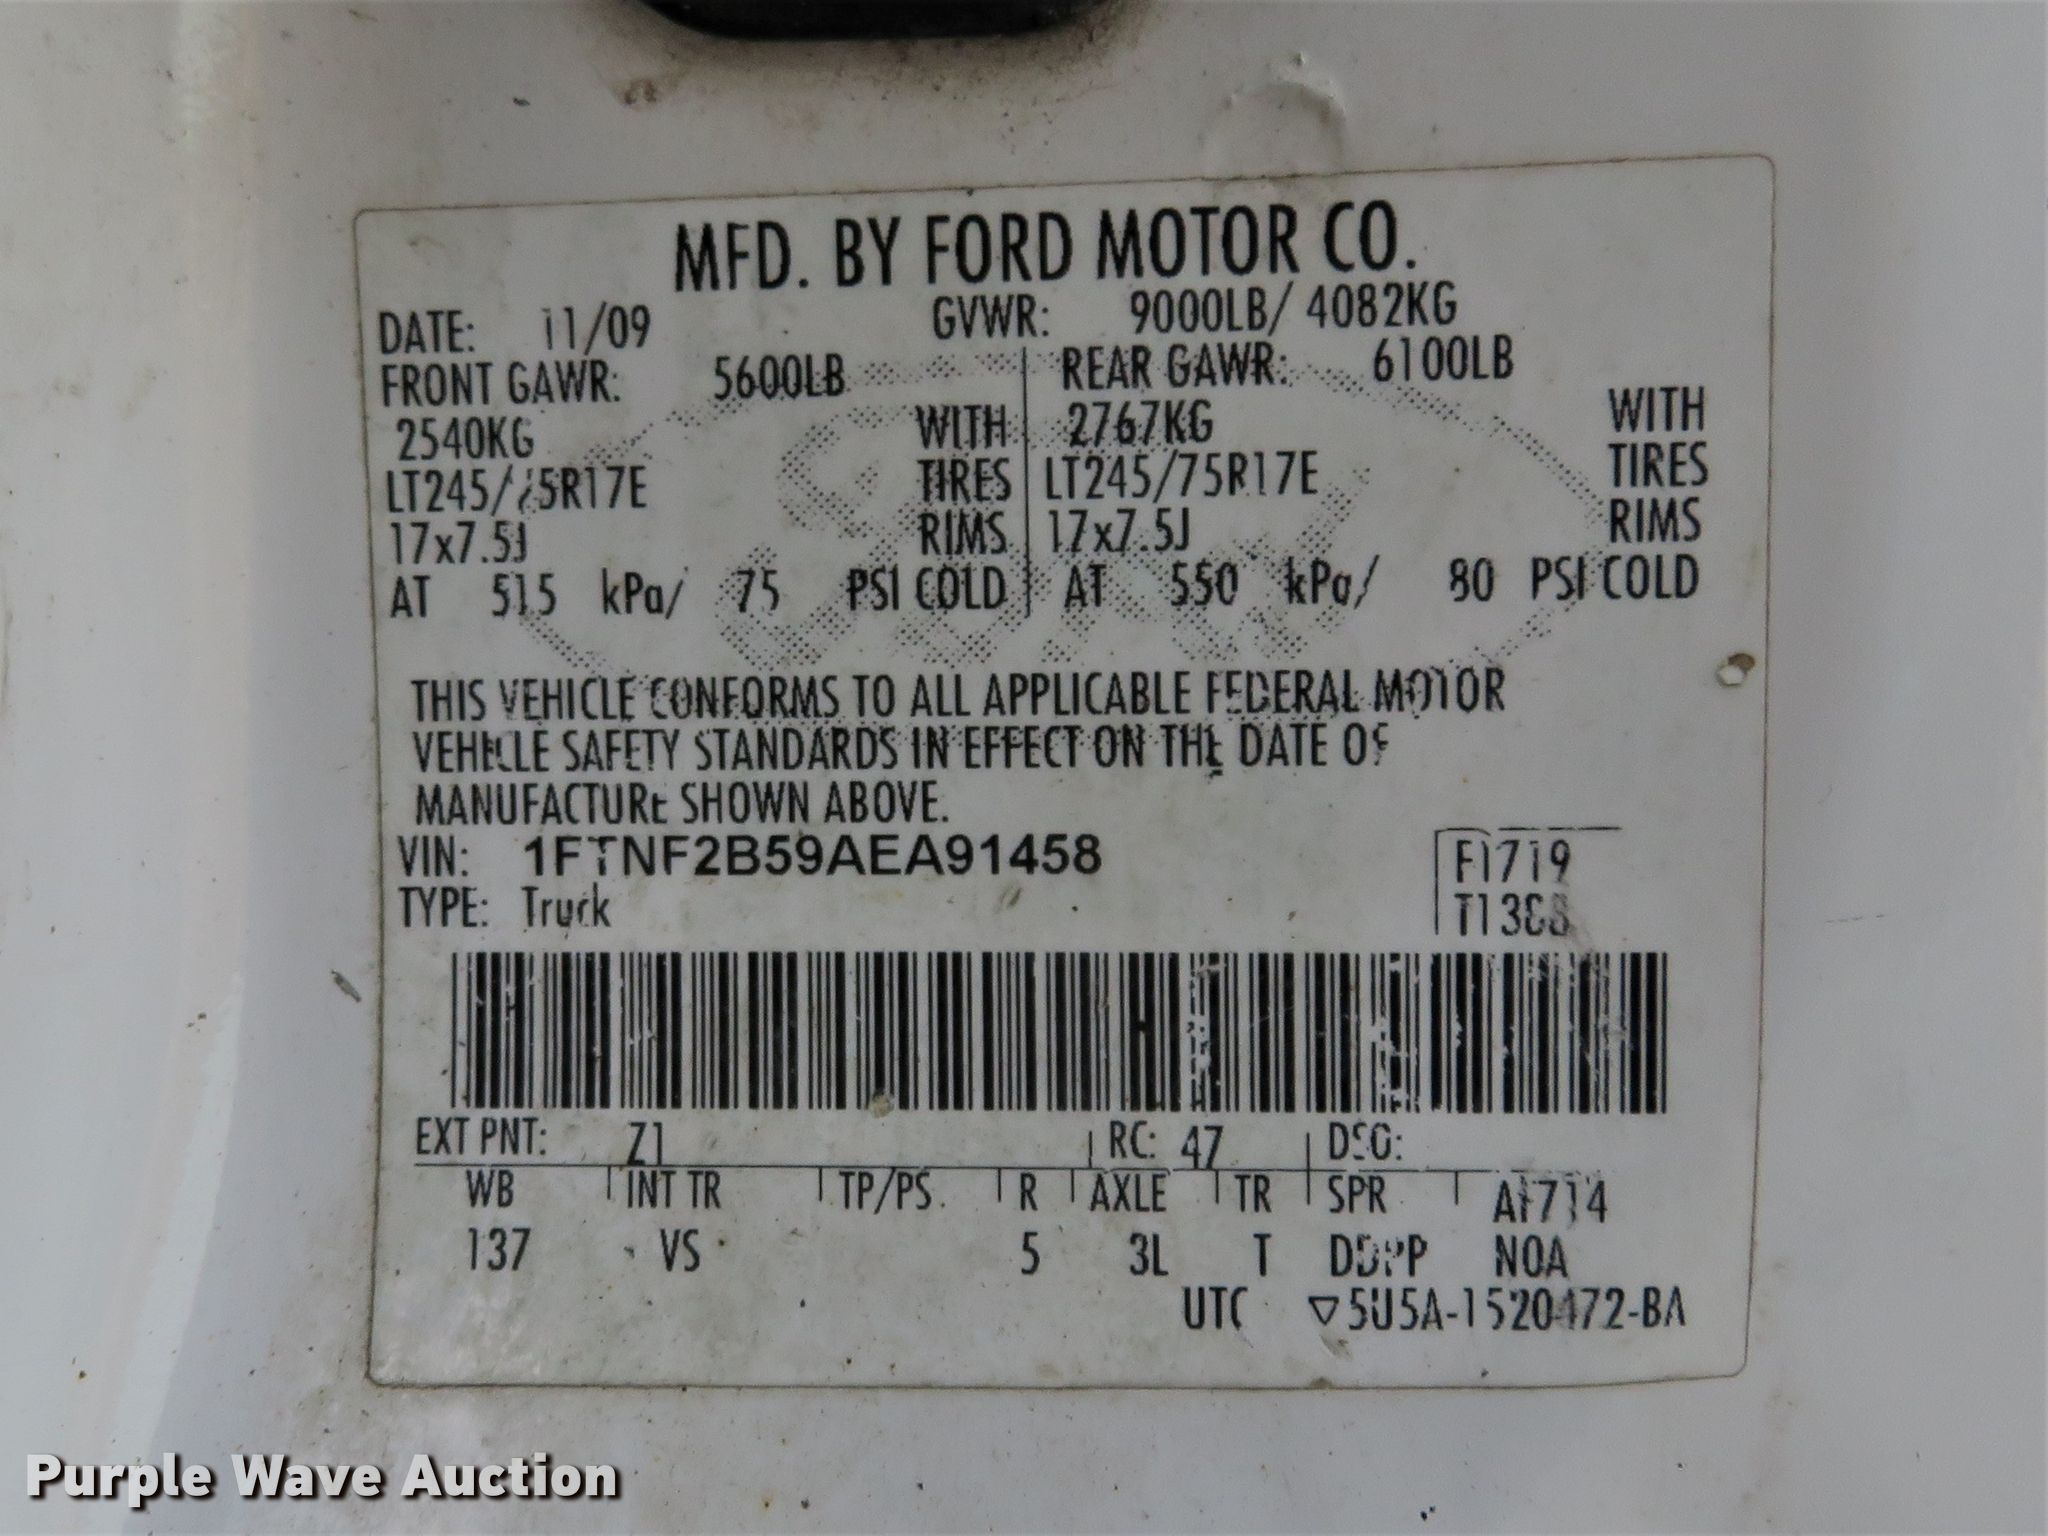 MFD. BY FORD MOTOR CO.
DATE: 11/09 GVWR: 9000LB/ 4082KG
FRONT GAWR: 5600LB REAR GAWR: 6100LB
2540KG WITH 2767KG WITH
LT245/75R17E TIRES LT245/75R17E TIRES
17x7.5J RIMS 17x7.5J RIMS
AT 515 kPa/ 75 PSI COLD AT 550 kPa/ 80 PSI COLD
THIS VEHICLE CONFORMS TO ALL APPLICABLE FEDERAL MOTOR
VEHICLE SAFETY STANDARDS IN EFFECT ON THE DATE OF
MANUFACTURE SHOWN ABOVE.
VIN: 1FTNF2B59AEA91458 F1719
TYPE: Truck
EXT PNT: Z1 RC: 47 DSO:
WB INT TR TP/PS R AXLE TR SPR
137 VS 5 3L T NOA
UTC ▽5U5A-1520472-BA
Purple Wave Auction